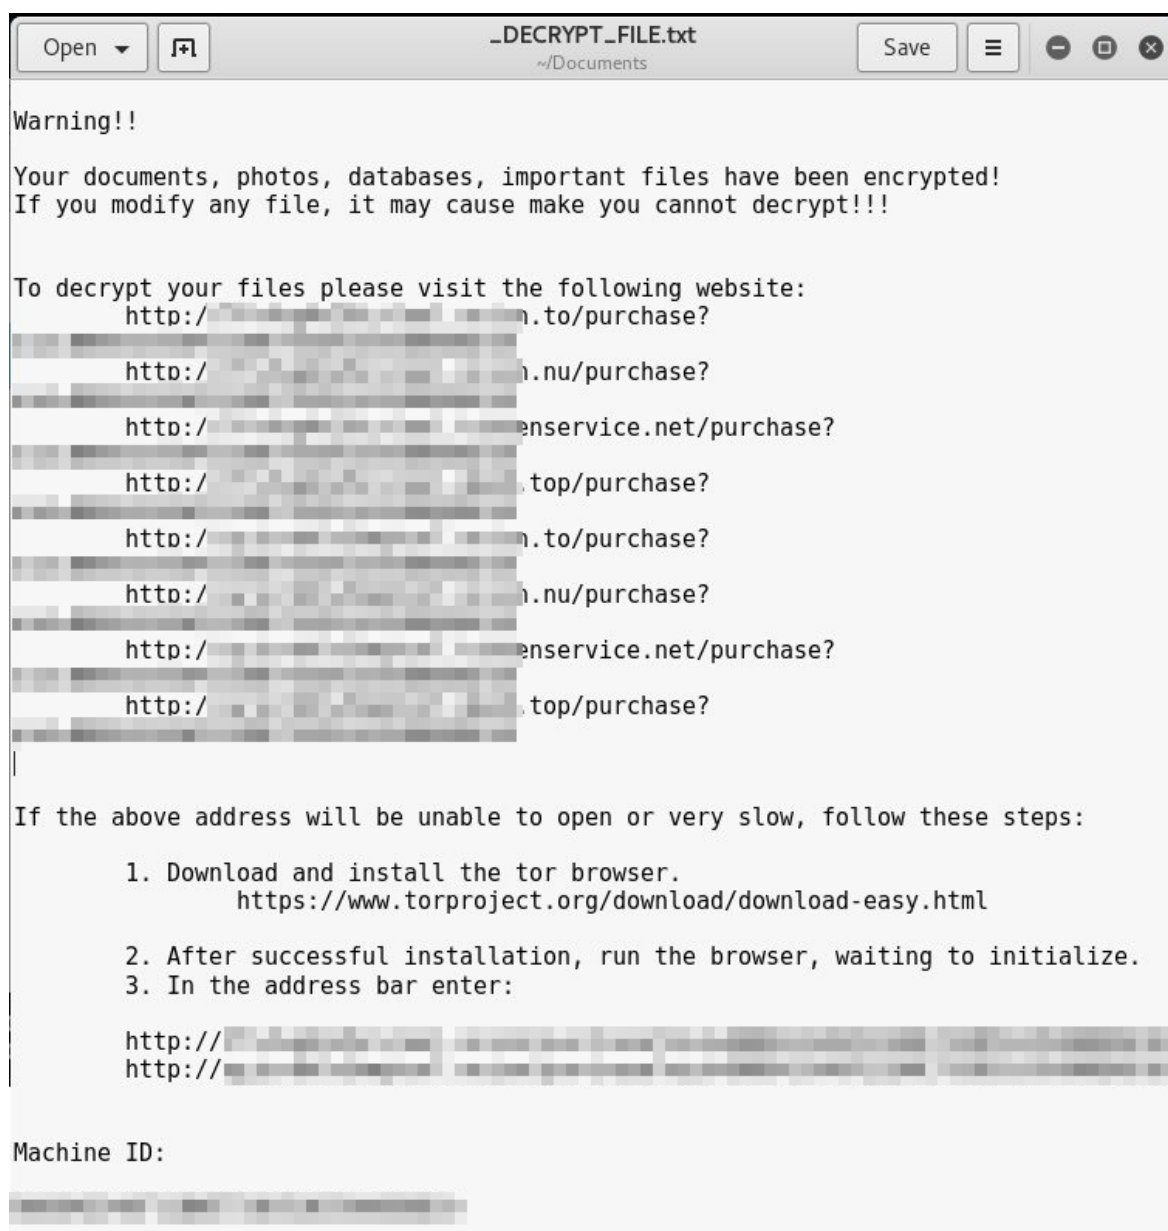 Open
_DECRYPT_FILE.txt
~/Documents
Save
Warning!!
Your documents, photos, databases, important files have been encrypted!
If you modify any file, it may cause make you cannot decrypt!!!
To decrypt your files please visit the following website:
http:/ .to/purchase?
http:/ .nu/purchase?
http:/ enservice.net/purchase?
http:/ .top/purchase?
http:/ .to/purchase?
http:/ .nu/purchase?
http:/ enservice.net/purchase?
http:/ .top/purchase?
If the above address will be unable to open or very slow, follow these steps:
1. Download and install the tor browser.
https://www.torproject.org/download/download-easy.html
2. After successful installation, run the browser, waiting to initialize.
3. In the address bar enter:
http://
http://
Machine ID: